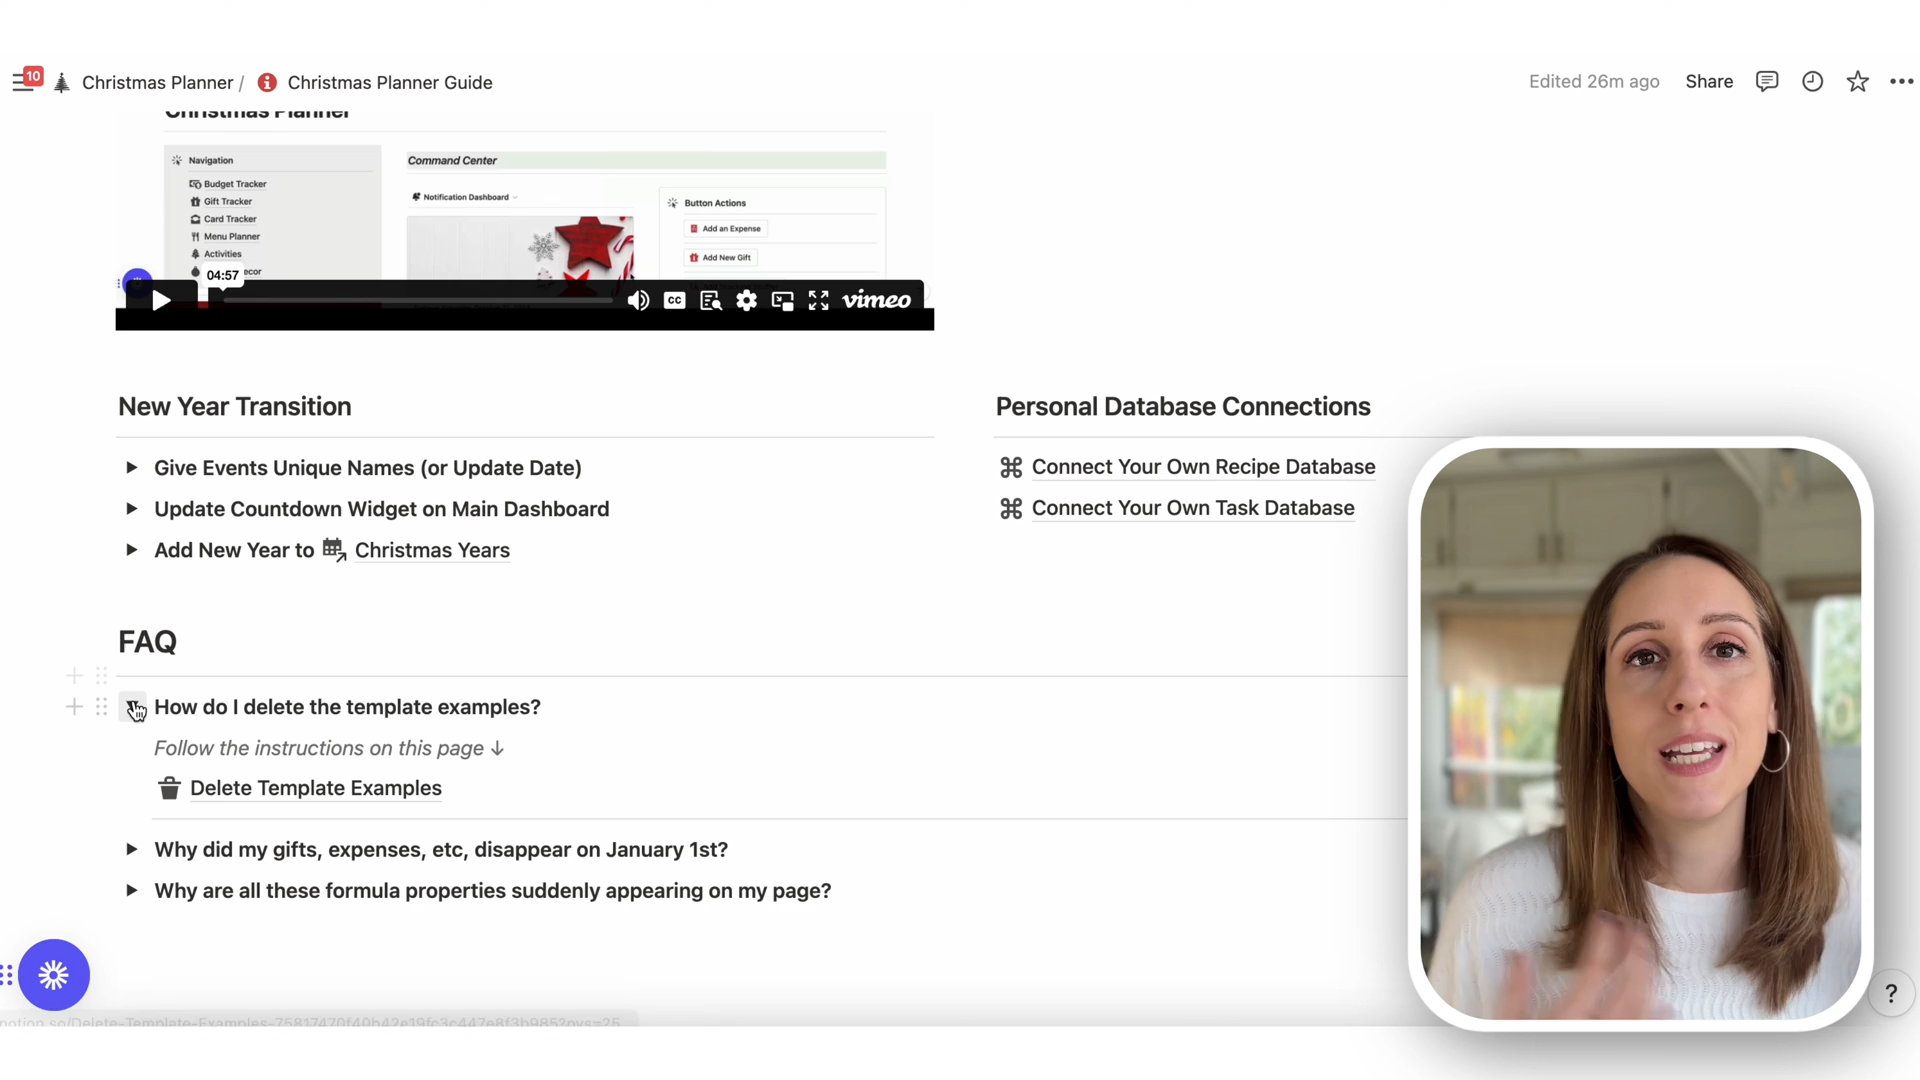 10
Christmas Planner / Christmas Planner Guide
Edited 26m ago
Share
Christmas Planner
Navigation
Budget Tracker
Gift Tracker
Card Tracker
Menu Planner
Activities
ecor
Command Center
Notification Dashboard
Button Actions
Add an Expense
Add New Gift
04:57
CC
vimeo
New Year Transition
Give Events Unique Names (or Update Date)
Update Countdown Widget on Main Dashboard
Add New Year to Christmas Years
Personal Database Connections
Connect Your Own Recipe Database
Connect Your Own Task Database
FAQ
How do I delete the template examples?
Follow the instructions on this page ↓
Delete Template Examples
Why did my gifts, expenses, etc, disappear on January 1st?
Why are all these formula properties suddenly appearing on my page?
?